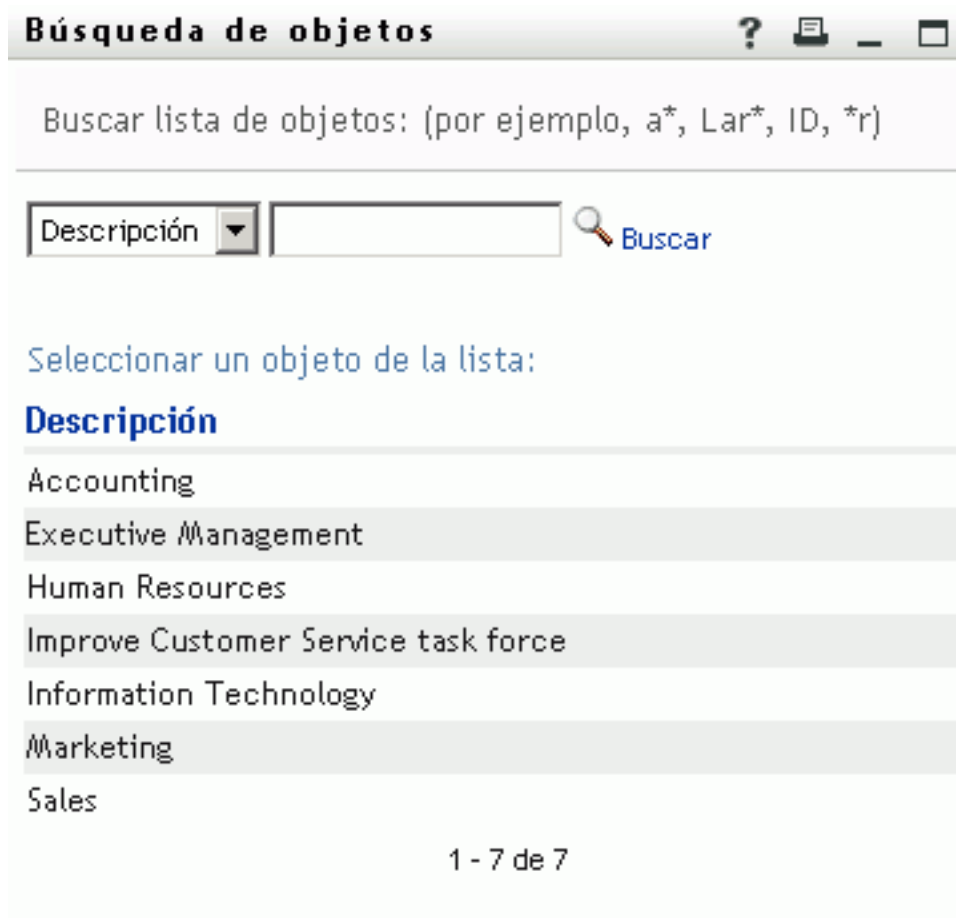 Búsqueda de objetos ?
Buscar lista de objetos: (por ejemplo, a*, Lar*, ID, *r)
Descripción Buscar
Seleccionar un objeto de la lista:
Descripción
Accounting
Executive Management
Human Resources
Improve Customer Service task force
Information Technology
Marketing
Sales
1 - 7 de 7